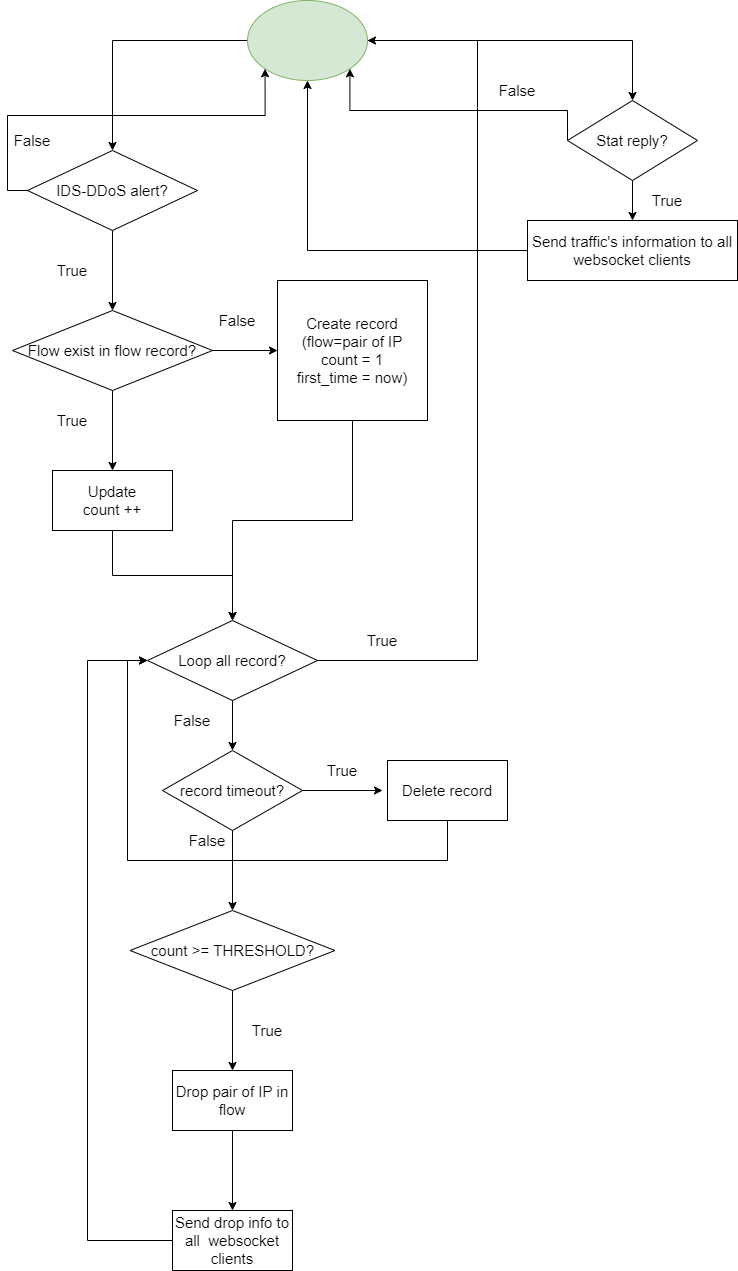 False
Stat reply?
False
IDS-DDoS alert?
True
Send traffic's information to all
websocket clients
True
False
Create record
(flow=pair of IP
count = 1
first_time = now)
Flow exist in flow record?
True
Update
count ++
Loop all record?
True
False
record timeout?
True
Delete record
False
count >= THRESHOLD?
True
Drop pair of IP in
flow
Send drop info to
all websocket
clients